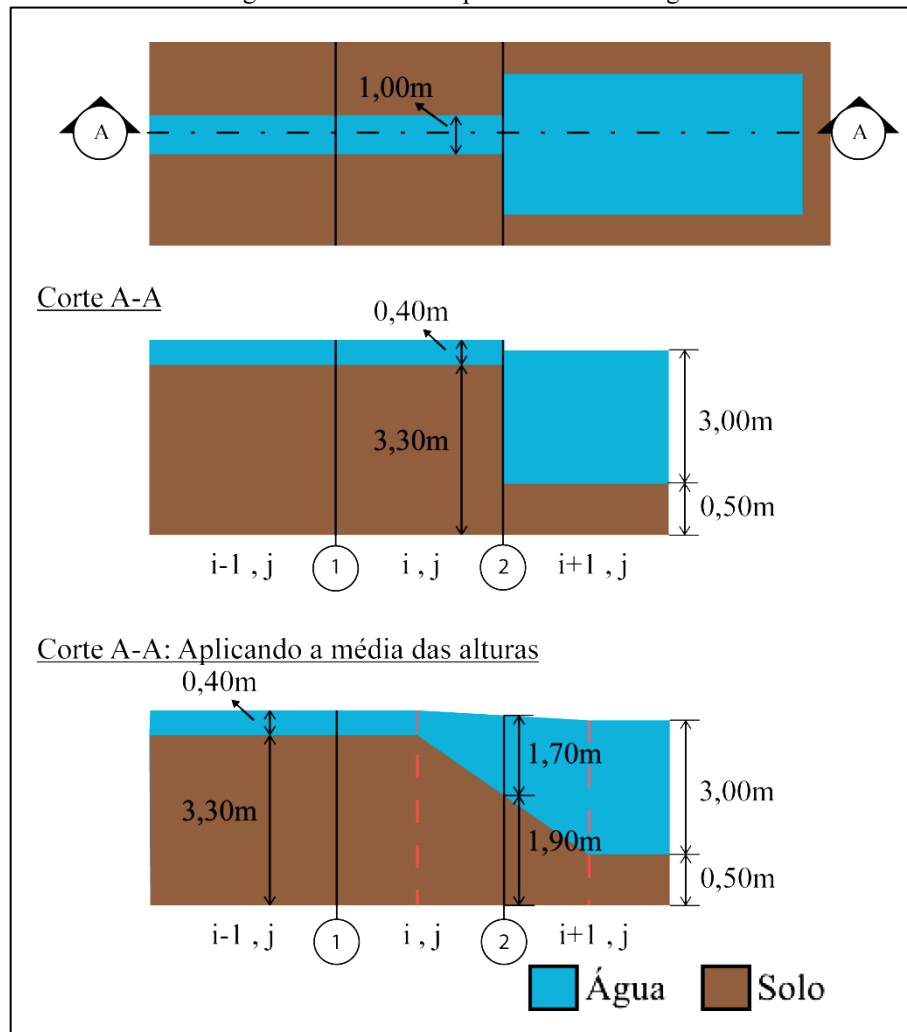 1,00m
A
A
Corte A-A
0,40m
3,30m
3,00m
0,50m
i-1 , j
1
i , j
2
i+1 , j
Corte A-A: Aplicando a média das alturas
0,40m
1,70m
3,30m
3,00m
1,90m
0,50m
i-1 , j
1
i , j
2
i+1 , j
Água
Solo